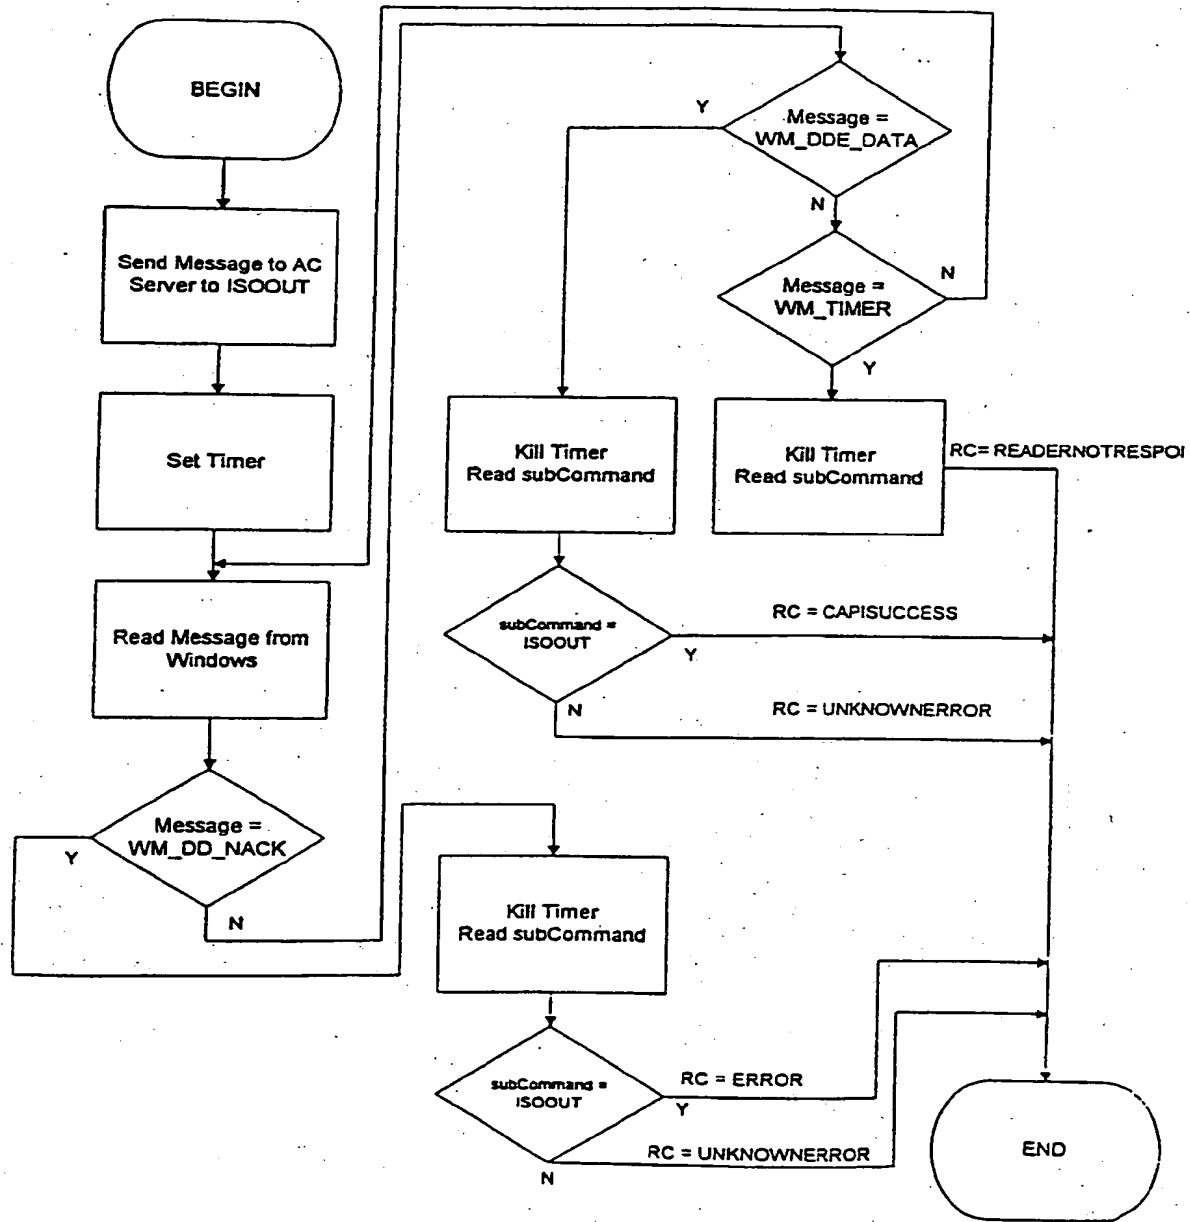 BEGIN
Send Message to AC
Server to ISOOUT
Set Timer
Read Message from
Windows
Message =
WM_DD_NACK
Y
N
Message =
WM_DDE_DATA
Y
N
Message =
WM_TIMER
N
Y
Kill Timer
Read subCommand
Kill Timer
Read subCommand
RC= READERNOTRESPOI
subCommand =
ISOOUT
RC = CAPISUCCESS
Y
N
RC = UNKNOWNERROR
Kill Timer
Read subCommand
subCommand =
ISOOUT
RC = ERROR
Y
RC = UNKNOWNERROR
N
END